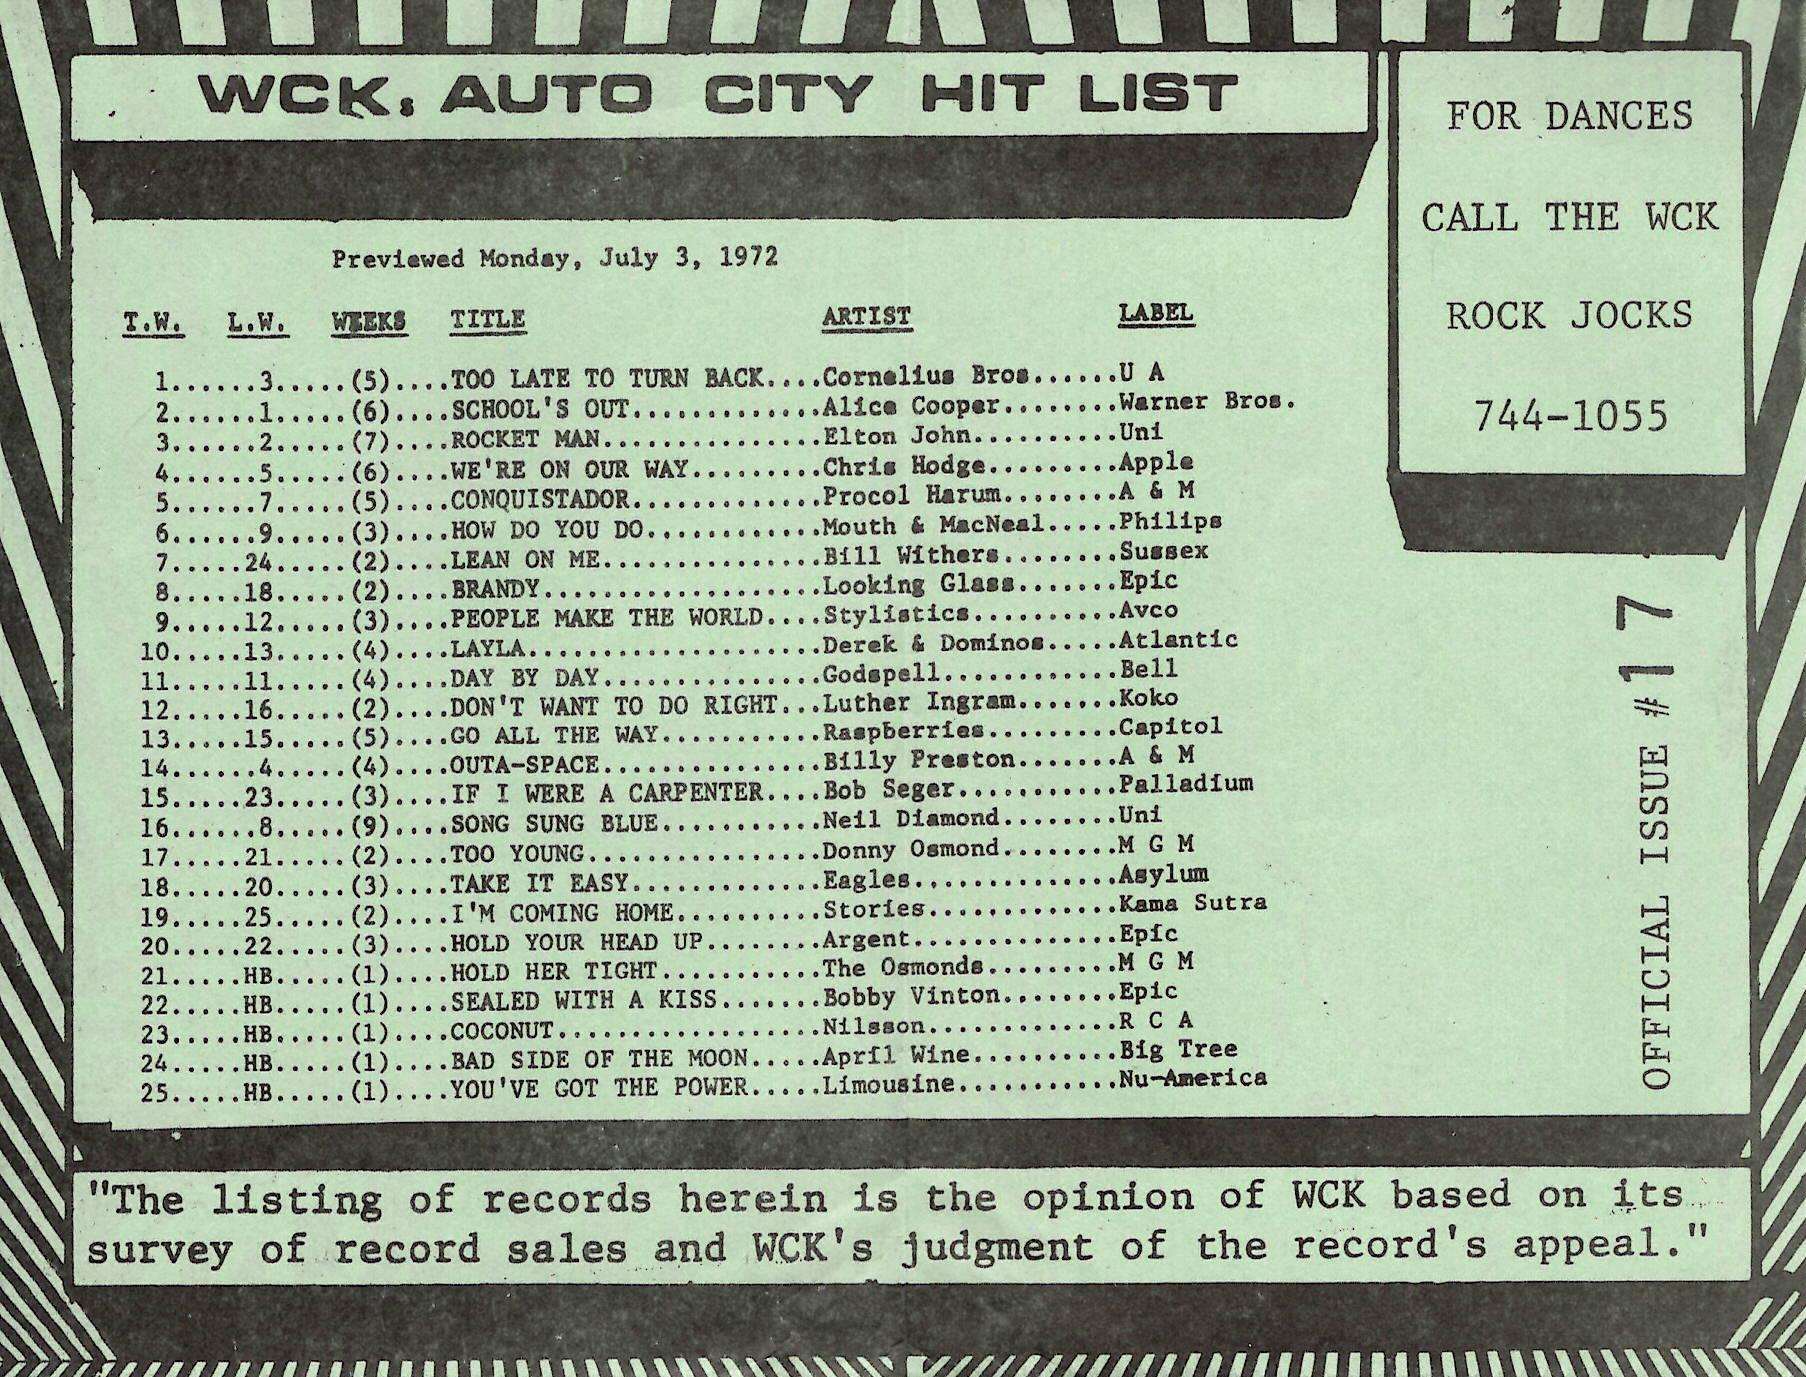 WCK. AUTO CITY HIT LIST
FOR DANCES
CALL THE WCK
ROCK JOCKS
744-1055
Previewed Monday, July 3, 1972
T.W. L.W. WEEKS TITLE ARTIST LABEL
1......3.....(5)....TOO LATE TO TURN BACK....Cornelius Bros......U A
2......1.....(6)....SCHOOL'S OUT.............Alice Cooper........Warner Bros.
3......2.....(7)....ROCKET MAN...............Elton John..........Uni
4......5.....(6)....WE'RE ON OUR WAY.........Chris Hodge.........Apple
5......7.....(5)....CONQUISTADOR.............Procol Harum........A & M
6......9.....(3)....HOW DO YOU DO............Mouth & MacNeal.....Philips
7.....24.....(2)....LEAN ON ME...............Bill Withers........Sussex
8.....18.....(2)....BRANDY...................Looking Glass.......Epic
9.....12.....(3)....PEOPLE MAKE THE WORLD....Stylistics..........Avco
10.....13.....(4)....LAYLA....................Derek & Dominos.....Atlantic
11.....11.....(4)....DAY BY DAY...............Godspell............Bell
12.....16.....(2)....DON'T WANT TO DO RIGHT...Luther Ingram.......Koko
13.....15.....(5)....GO ALL THE WAY...........Raspberries.........Capitol
14......4.....(4)....OUTA-SPACE...............Billy Preston.......A & M
15.....23.....(3)....IF I WERE A CARPENTER....Bob Seger...........Palladium
16......8.....(9)....SONG SUNG BLUE...........Neil Diamond........Uni
17.....21.....(2)....TOO YOUNG................Donny Osmond........M G M
18.....20.....(3)....TAKE IT EASY.............Eagles..............Asylum
19.....25.....(2)....I'M COMING HOME..........Stories.............Kama Sutra
20.....22.....(3)....HOLD YOUR HEAD UP........Argent..............Epic
21.....HB.....(1)....HOLD HER TIGHT...........The Osmonds.........M G M
22.....HB.....(1)....SEALED WITH A KISS.......Bobby Vinton........Epic
23.....HB.....(1)....COCONUT..................Nilsson.............R C A
24.....HB.....(1)....BAD SIDE OF THE MOON.....April Wine..........Big Tree
25.....HB.....(1)....YOU'VE GOT THE POWER.....Limousine...........Nu-America
OFFICIAL ISSUE #17
"The listing of records herein is the opinion of WCK based on its
survey of record sales and WCK's judgment of the record's appeal."